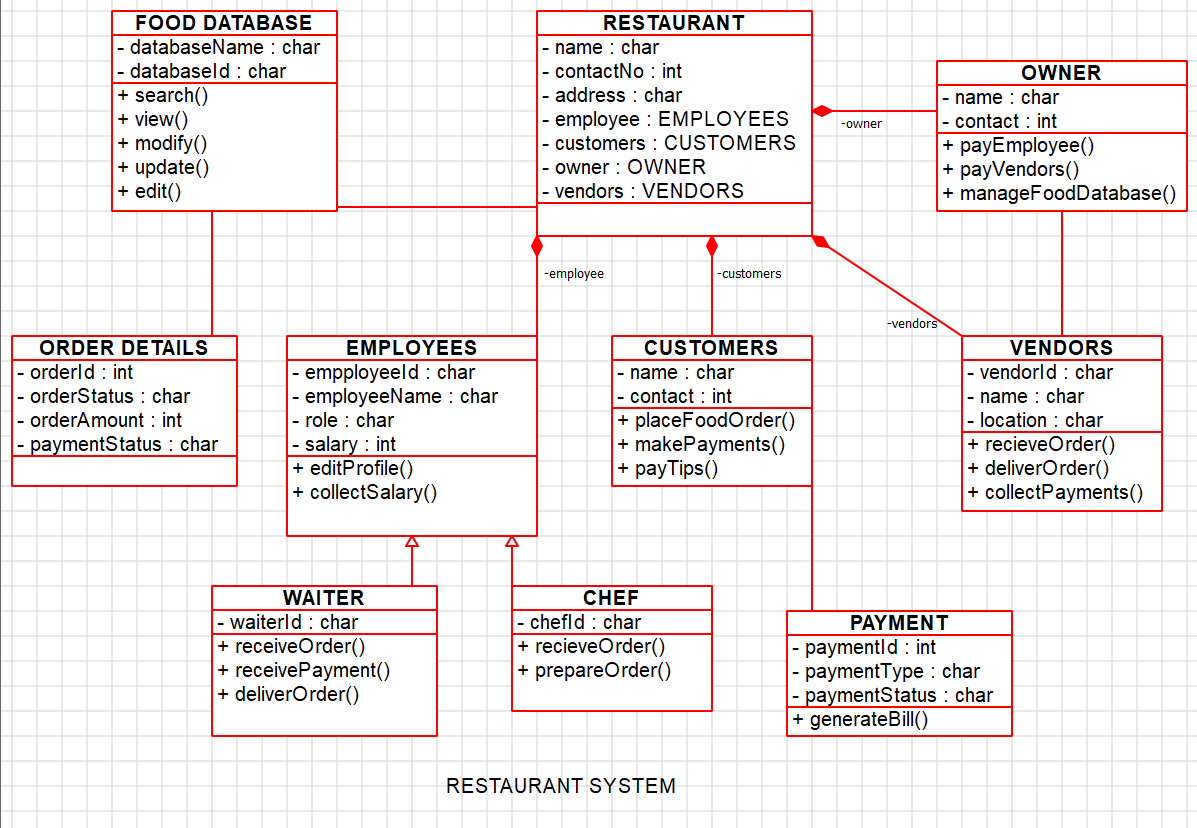 FOOD DATABASE
- databaseName : char
- databaseId : char
+ search()
+ view()
+ modify()
+ update()
+ edit()
RESTAURANT
- name : char
- contactNo : int
- address : char
- employee : EMPLOYEES
- customers : CUSTOMERS
- owner : OWNER
- vendors : VENDORS
-owner
OWNER
- name : char
- contact : int
+ payEmployee()
+ payVendors()
+ manageFoodDatabase()
-employee
-customers
-vendors
ORDER DETAILS
- orderId : int
- orderStatus : char
- orderAmount : int
- paymentStatus : char
EMPLOYEES
- empployeeId : char
- employeeName : char
- role : char
- salary : int
+ editProfile()
+ collectSalary()
CUSTOMERS
- name : char
- contact : int
+ placeFoodOrder()
+ makePayments()
+ payTips()
VENDORS
- vendorId : char
- name : char
- location : char
+ recieveOrder()
+ deliverOrder()
+ collectPayments()
WAITER
- waiterId : char
+ receiveOrder()
+ receivePayment()
+ deliverOrder()
CHEF
- chefId : char
+ recieveOrder()
+ prepareOrder()
PAYMENT
- paymentId : int
- paymentType : char
- paymentStatus : char
+ generateBill()
RESTAURANT SYSTEM